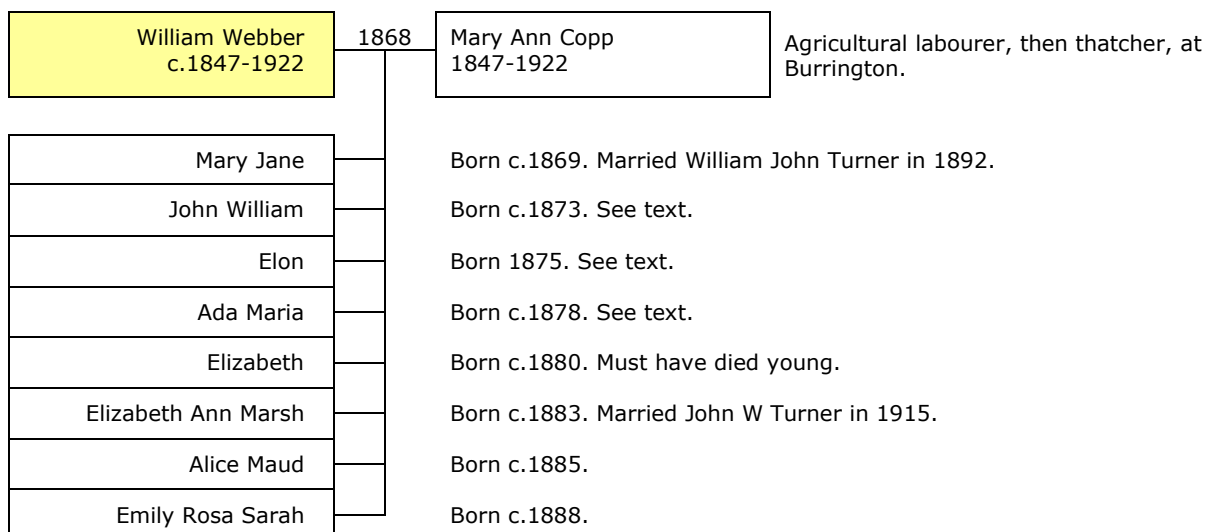 William Webber
c.1847-1922
1868
Mary Ann Copp
1847-1922
Agricultural labourer, then thatcher, at
Burrington.
Mary Jane
Born c.1869. Married William John Turner in 1892.
John William
Born c.1873. See text.
Elon
Born 1875. See text.
Ada Maria
Born c.1878. See text.
Elizabeth
Born c.1880. Must have died young.
Elizabeth Ann Marsh
Born c.1883. Married John W Turner in 1915.
Alice Maud
Born c.1885.
Emily Rosa Sarah
Born c.1888.